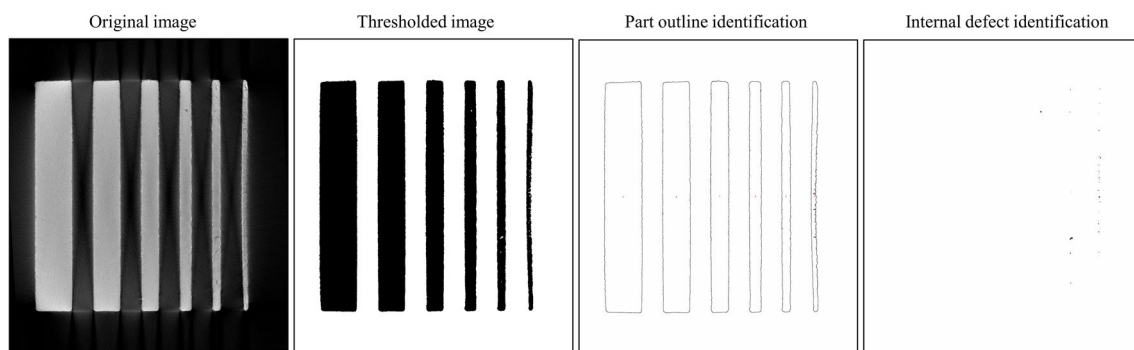 Original image
Thresholded image
Part outline identification
Internal defect identification